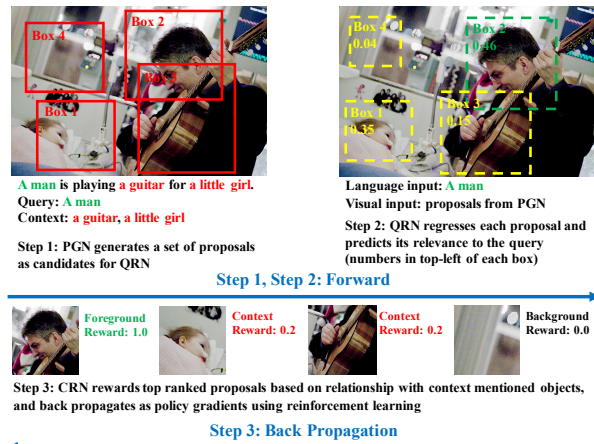 Box 4
Box 2
Box 3
Box 1
Box 4
0.04
Box 2
0.46
Box 3
0.15
Box 1
0.35
A man is playing a guitar for a little girl.
Query: A man
Context: a guitar, a little girl
Step 1: PGN generates a set of proposals
as candidates for QRN
Language input: A man
Visual input: proposals from PGN
Step 2: QRN regresses each proposal and
predicts its relevance to the query
(numbers in top-left of each box)
Step 1, Step 2: Forward
Foreground
Reward: 1.0
Context
Reward: 0.2
Context
Reward: 0.2
Background
Reward: 0.0
Step 3: CRN rewards top ranked proposals based on relationship with context mentioned objects,
and back propagates as policy gradients using reinforcement learning
Step 3: Back Propagation